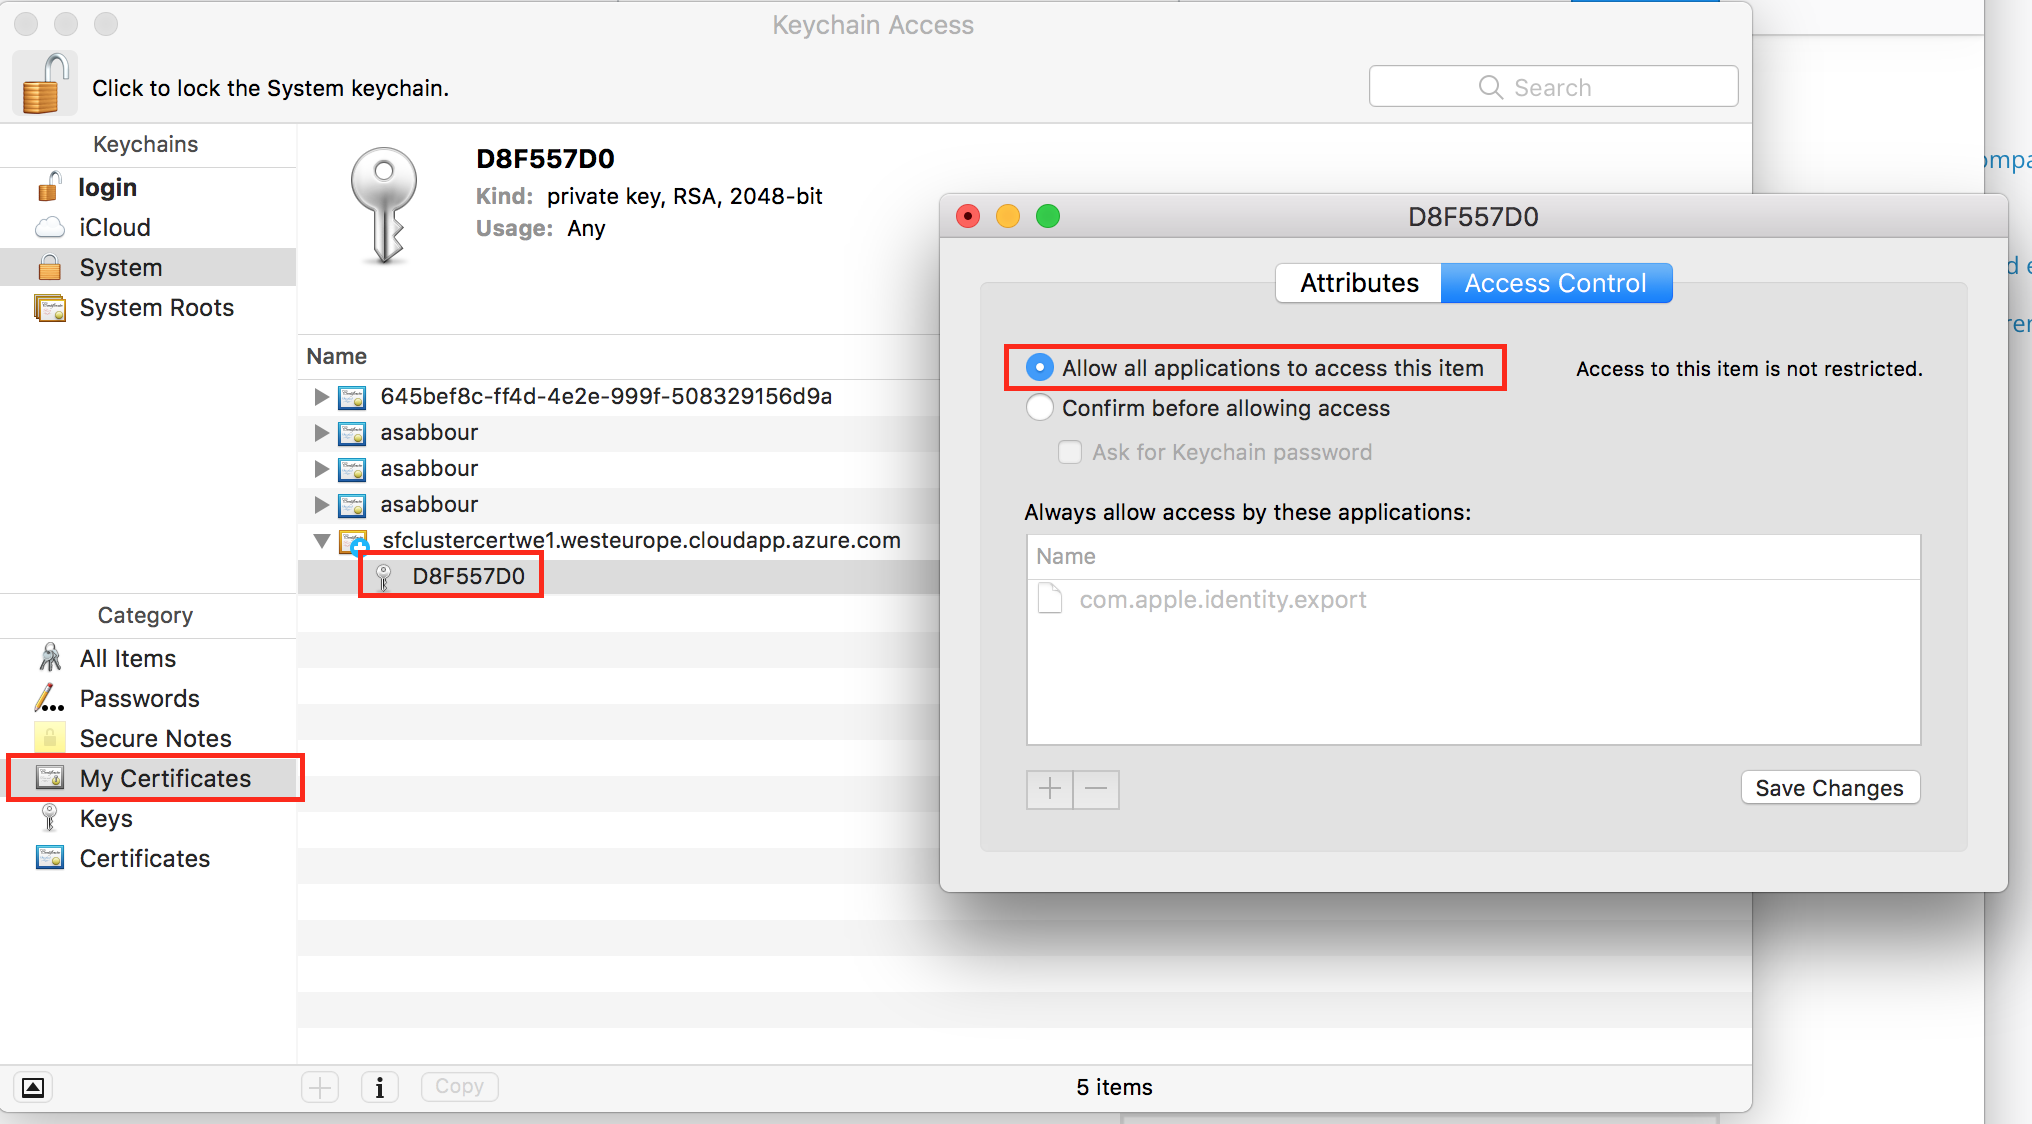 Keychain Access
Click to lock the System keychain.
Search
Keychains
login
iCloud
System
System Roots
Category
All Items
Passwords
Secure Notes
My Certificates
Keys
Certificates
D8F557D0
Kind: private key, RSA, 2048-bit
Usage: Any
Name
645bef8c-ff4d-4e2e-999f-508329156d9a
asabbour
asabbour
asabbour
sfclustercertwe1.westeurope.cloudapp.azure.com
D8F557D0
Copy
5 items
D8F557D0
Attributes
Access Control
Allow all applications to access this item
Access to this item is not restricted.
Confirm before allowing access
Ask for Keychain password
Always allow access by these applications:
Name
com.apple.identity.export
Save Changes